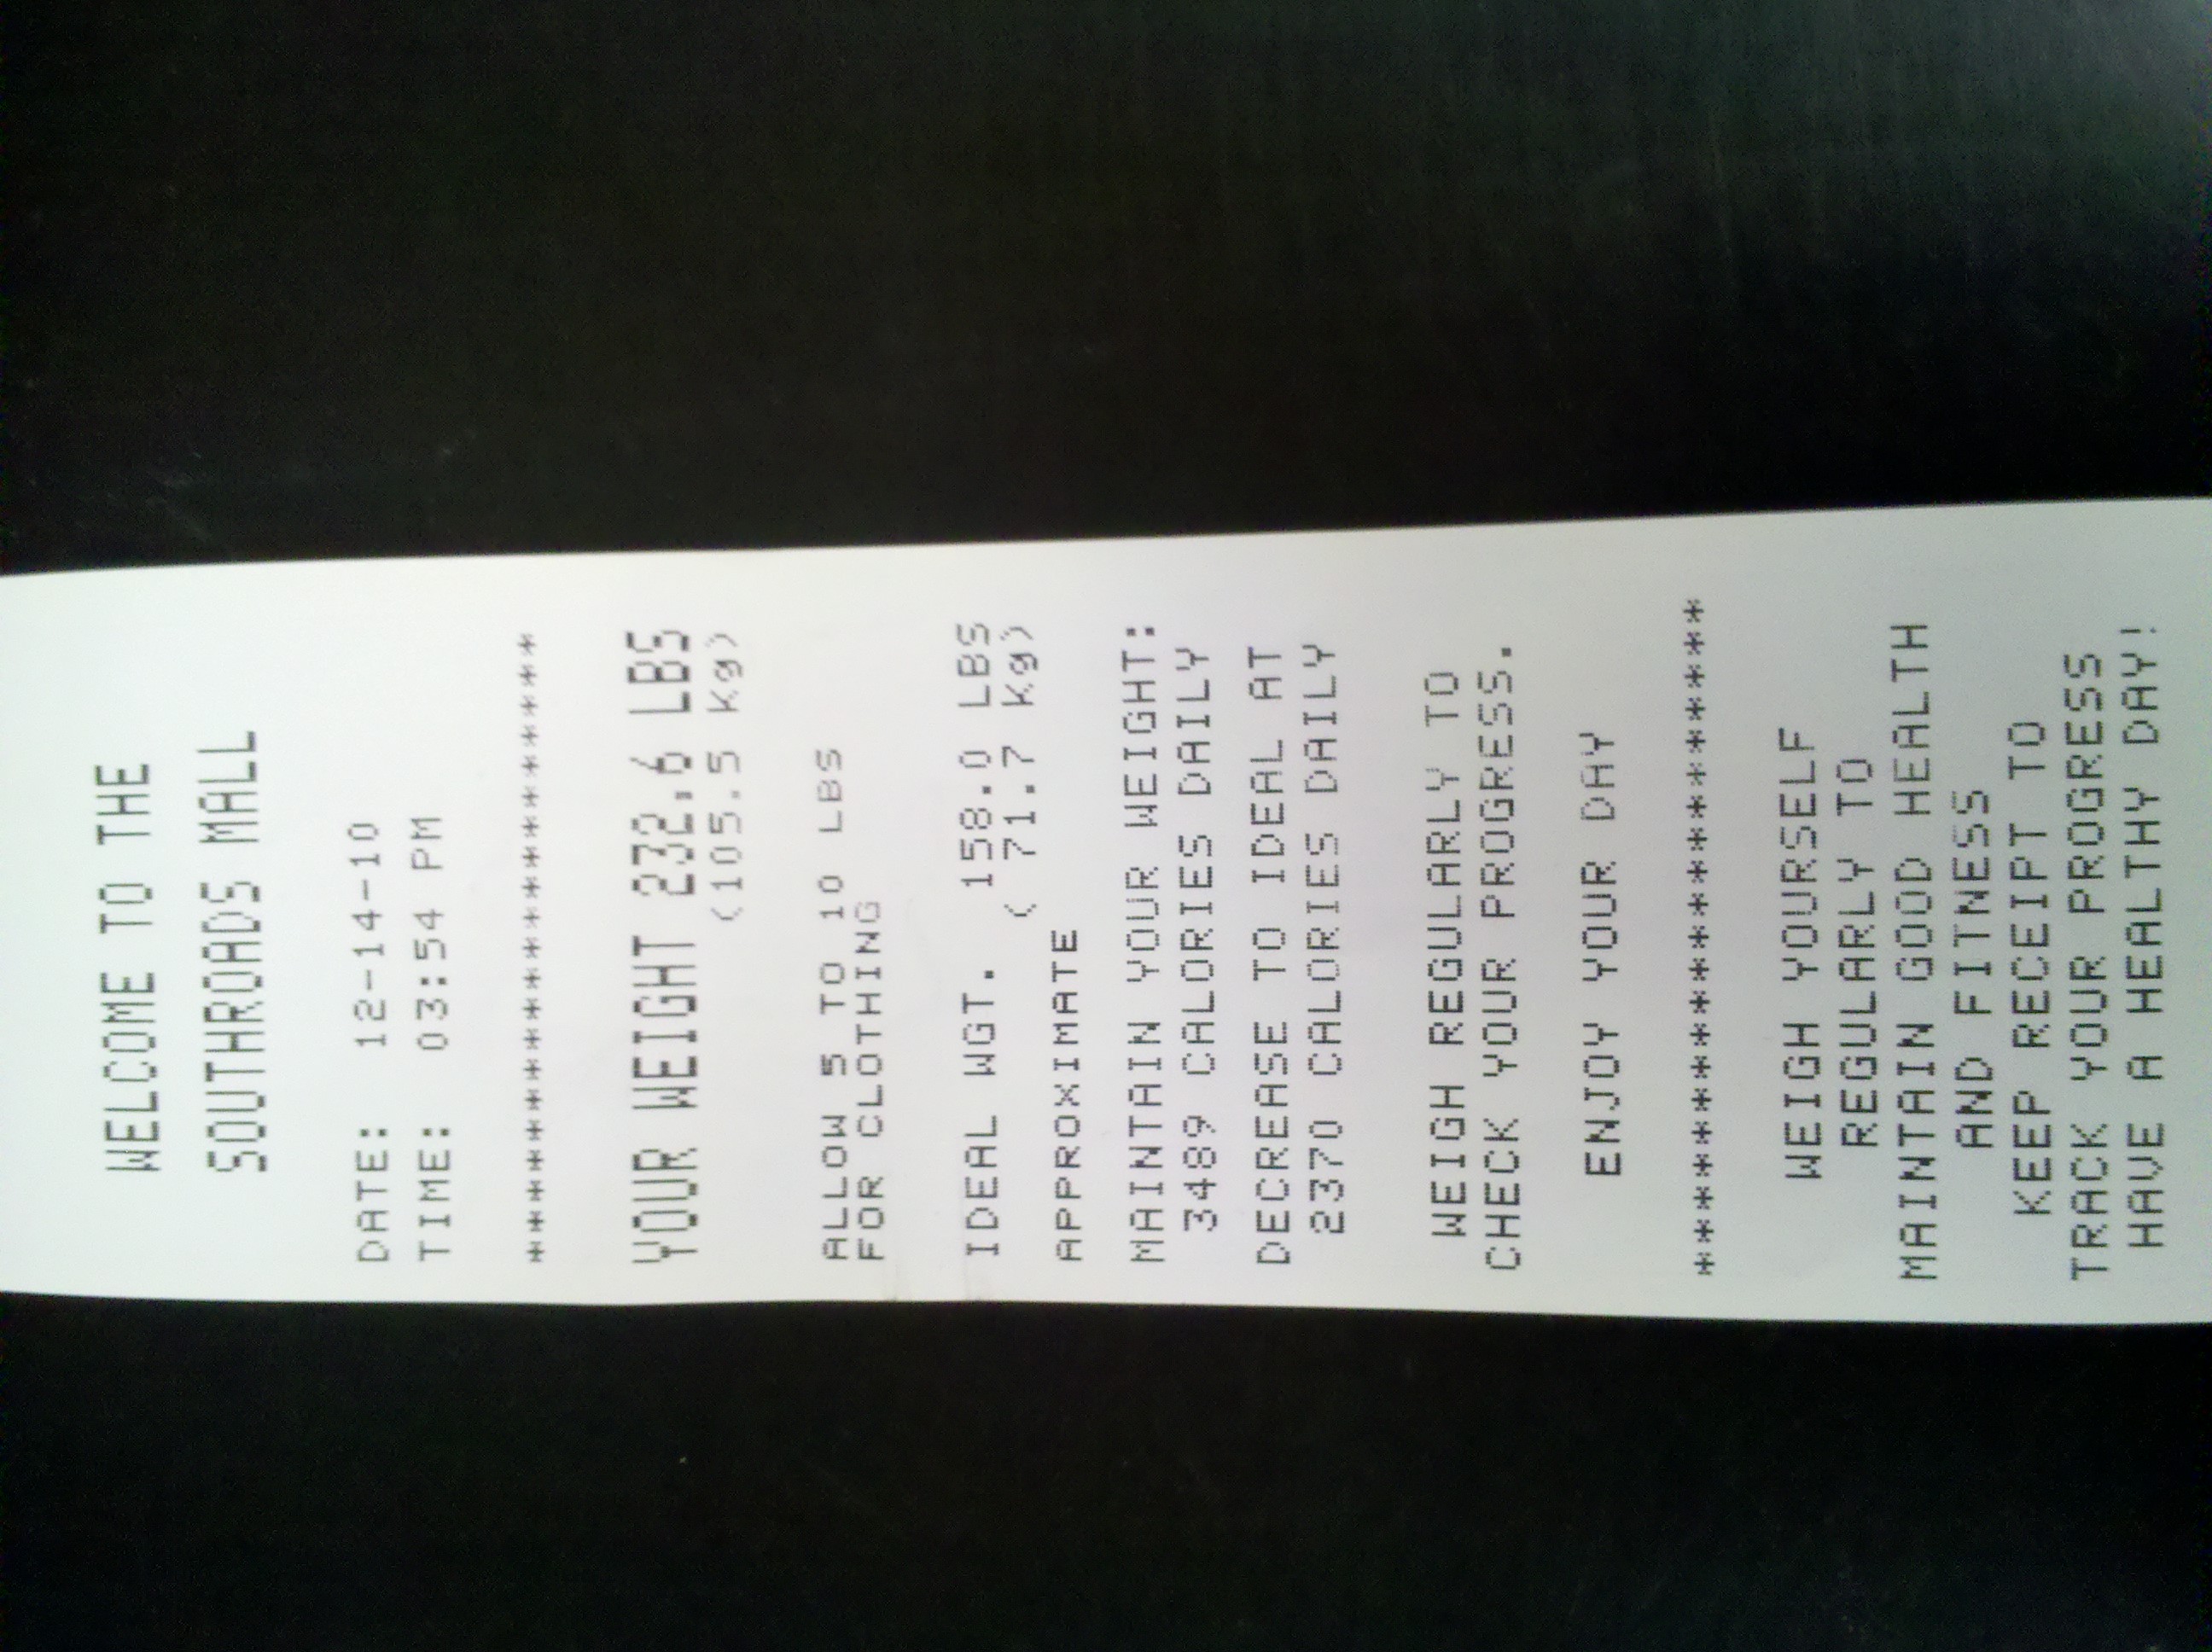 WELCOME TO THE
SOUTHROADS MALL
DATE: 12-14-10
TIME: 03:54 PM
************************
YOUR WEIGHT 232.6 LBS
(105.5 Kg)
ALLOW 5 TO 10 LBS
FOR CLOTHING
IDEAL WGT. 158.0 LBS
( 71.7 Kg)
APPROXIMATE
MAINTAIN YOUR WEIGHT:
3489 CALORIES DAILY
DECREASE TO IDEAL AT
2370 CALORIES DAILY
WEIGH REGULARLY TO
CHECK YOUR PROGRESS.
ENJOY YOUR DAY
************************
WEIGH YOURSELF
REGULARLY TO
MAINTAIN GOOD HEALTH
AND FITNESS
KEEP RECEIPT TO
TRACK YOUR PROGRESS
HAVE A HEALTHY DAY!